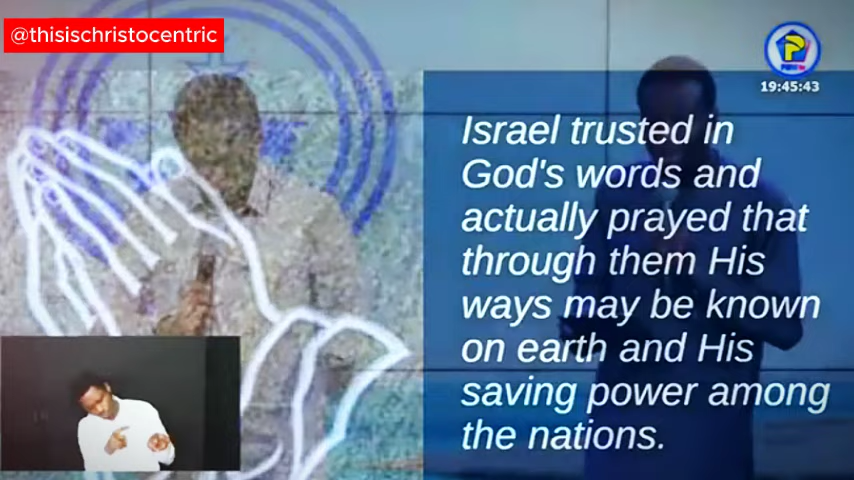 @thisischristocentric
19:45:43
Israel trusted in
God's words and
actually prayed that
through them His
ways may be known
on earth and His
saving power among
the nations.